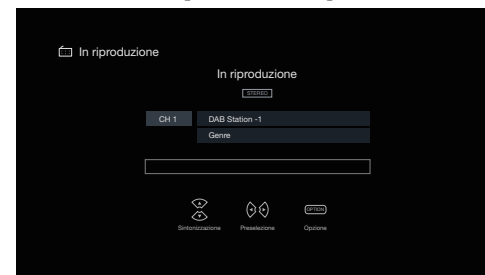 In riproduzione
In riproduzione
STEREO
CH 1 DAB Station -1
Genre
OPTION
Sintonizzazione Preselezione Opzione